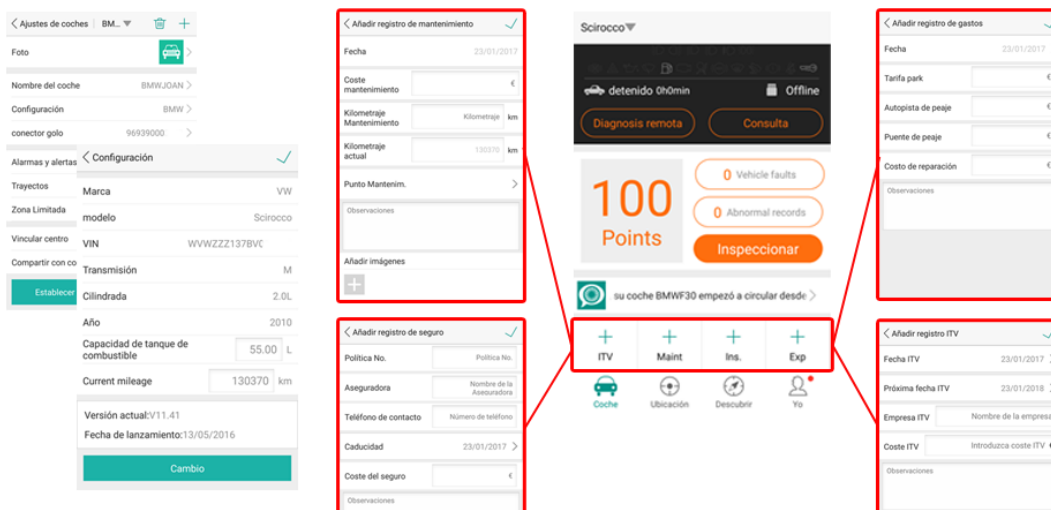 Ajustes de coches BM...
Foto
Nombre del coche BMWJOAN
Configuración BMW
conector golo 96939000
Alarmas y alertas
Trayectos
Zona Limitada
Vincular centro
Compartir con co
Establecer
Configuración
Marca VW
modelo Scirocco
VIN WVWZZZ137BVC
Transmisión M
Cilindrada 2.0L
Año 2010
Capacidad de tanque de
combustible 55.00 L
Current mileage 130370 km
Versión actual:V11.41
Fecha de lanzamiento:13/05/2016
Cambio
Añadir registro de mantenimiento
Fecha 23/01/2017
Coste
mantenimiento €
Kilometraje
Mantenimiento Kilometraje km
Kilometraje
actual 130370 km
Punto Mantenim.
Observaciones
Añadir imágenes
Añadir registro de seguro
Política No. Política No.
Aseguradora Nombre de la
Aseguradora
Teléfono de contacto Número de teléfono
Caducidad 23/01/2017
Coste del seguro €
Observaciones
Scirocco
detenido 0h0min Offline
Diagnosis remota Consulta
100
Points
0 Vehicle faults
0 Abnormal records
Inspeccionar
su coche BMWF30 empezó a circular desde
ITV Maint Ins. Exp
Coche Ubicación Descubrir Yo
Añadir registro de gastos
Fecha 23/01/2017
Tarifa park €
Autopista de peaje €
Puente de peaje €
Costo de reparación €
Observaciones
Añadir registro ITV
Fecha ITV 23/01/2017
Próxima fecha ITV 23/01/2018
Empresa ITV Nombre de la empresa
Coste ITV Introduzca coste ITV €
Observaciones